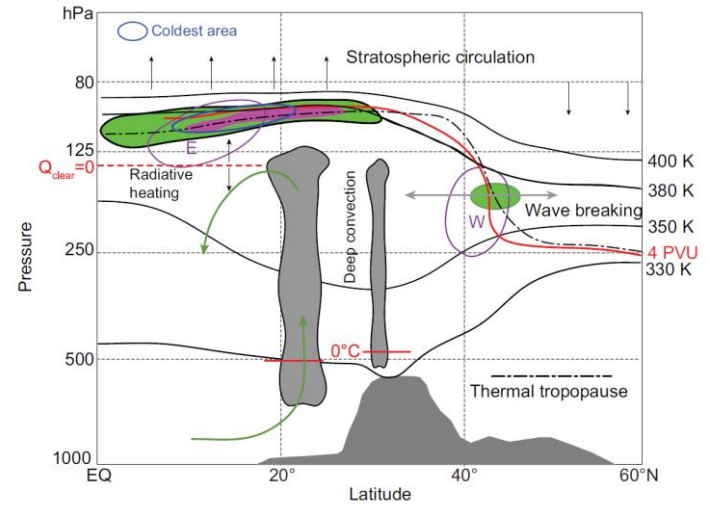 hPa
Coldest area
Stratospheric circulation
80
E
125
Q_clear=0
Radiative
heating
400 K
380 K
W
Wave breaking
350 K
Deep convection
Pressure
250
4 PVU
330 K
0°C
500
Thermal tropopause
1000
EQ
20°
40°
60°N
Latitude